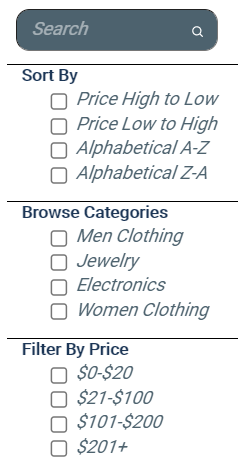 Search
Sort By
Price High to Low
Price Low to High
Alphabetical A-Z
Alphabetical Z-A
Browse Categories
Men Clothing
Jewelry
Electronics
Women Clothing
Filter By Price
$0-$20
$21-$100
$101-$200
$201+